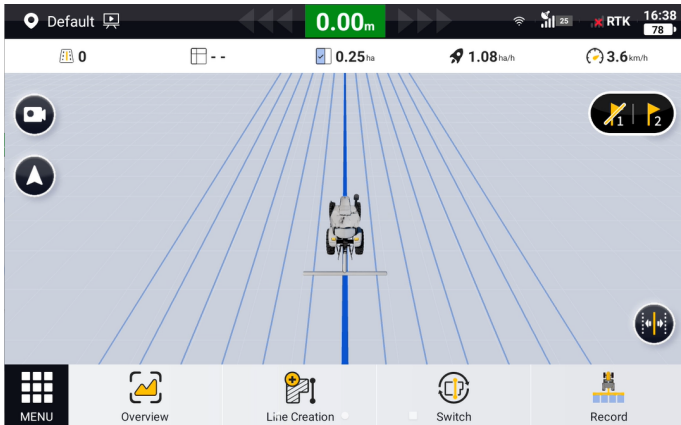 Default 0.00m 25 RTK 16:38
78
0 - - 0.25ha 1.08ha/h 3.6km/h
1 2
MENU Overview Line Creation Switch Record